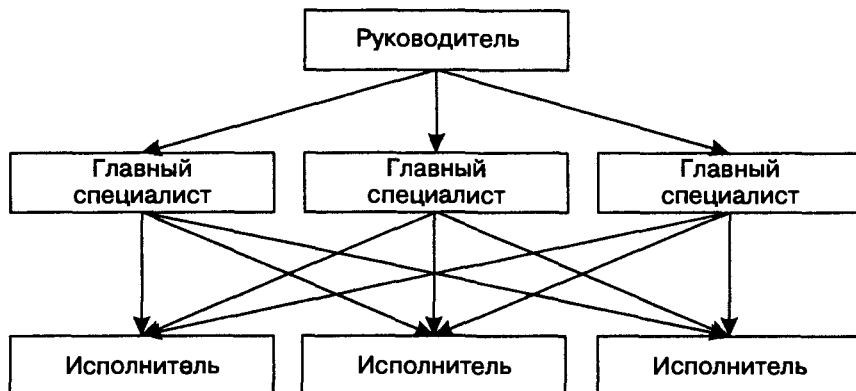 Руководитель
Главный
специалист
Главный
специалист
Главный
специалист
Исполнитель
Исполнитель
Исполнитель